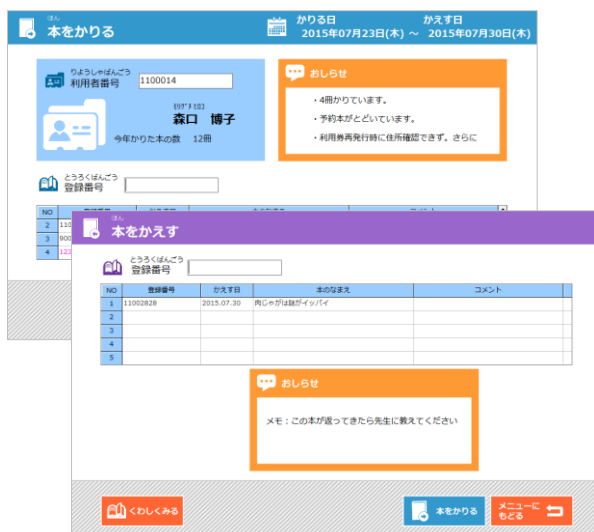 ほん
本をかりる
かりる日 かえす日
2015年07月23日(木) ～ 2015年07月30日(木)
りようしゃばんごう
利用者番号 1100014
ﾓﾘｸﾞﾁ ﾋﾛｺ
森口 博子
今年かりた本の数 12冊
おしらせ
・4冊かりています。
・予約本がとどいています。
・利用券再発行時に住所確認できず。さらに
とうろくばんごう
登録番号
NO
2 110
3 900
4 123
ほん
本をかえす
とうろくばんごう
登録番号
NO 登録番号 かえす日 本のなまえ コメント
1 11002828 2015.07.30 肉じゃがは謎がイッパイ
2
3
4
5
おしらせ
メモ：この本が返ってきたら先生に教えてください
くわしくみる
本をかりる
メニューに
もどる